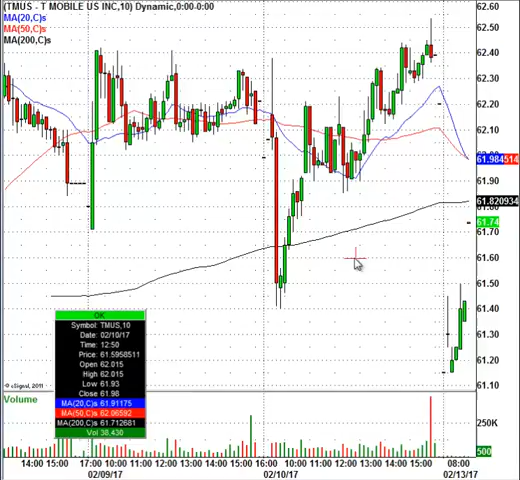 (TMUS - T MOBILE US INC,10) Dynamic,0:00-0:00
MA(20,C)s
MA(50,C)s
MA(200,C)s
62.60
62.50
62.40
62.30
62.20
62.10
62.00
61.984514
61.90
61.820934
61.80
61.74
61.70
61.60
61.50
61.40
61.30
61.20
61.10
OK
Symbol: TMUS,10
Date: 02/10/17
Time: 12:50
Price: 61.5958511
Open 62.015
High 62.015
Low 61.93
Close 61.98
MA(20,C)s 61.91175
MA(50,C)s 62.06592
MA(200,C)s 61.712681
Vol 38,430
© eSignal, 2011
Volume
250K
500
14:00 15:00 17:00 10:00 11:00 12:00 13:00 14:00 15:00 16:00 10:00 11:00 12:00 13:00 14:00 15:00 08:00
02/09/17 02/10/17 02/13/17